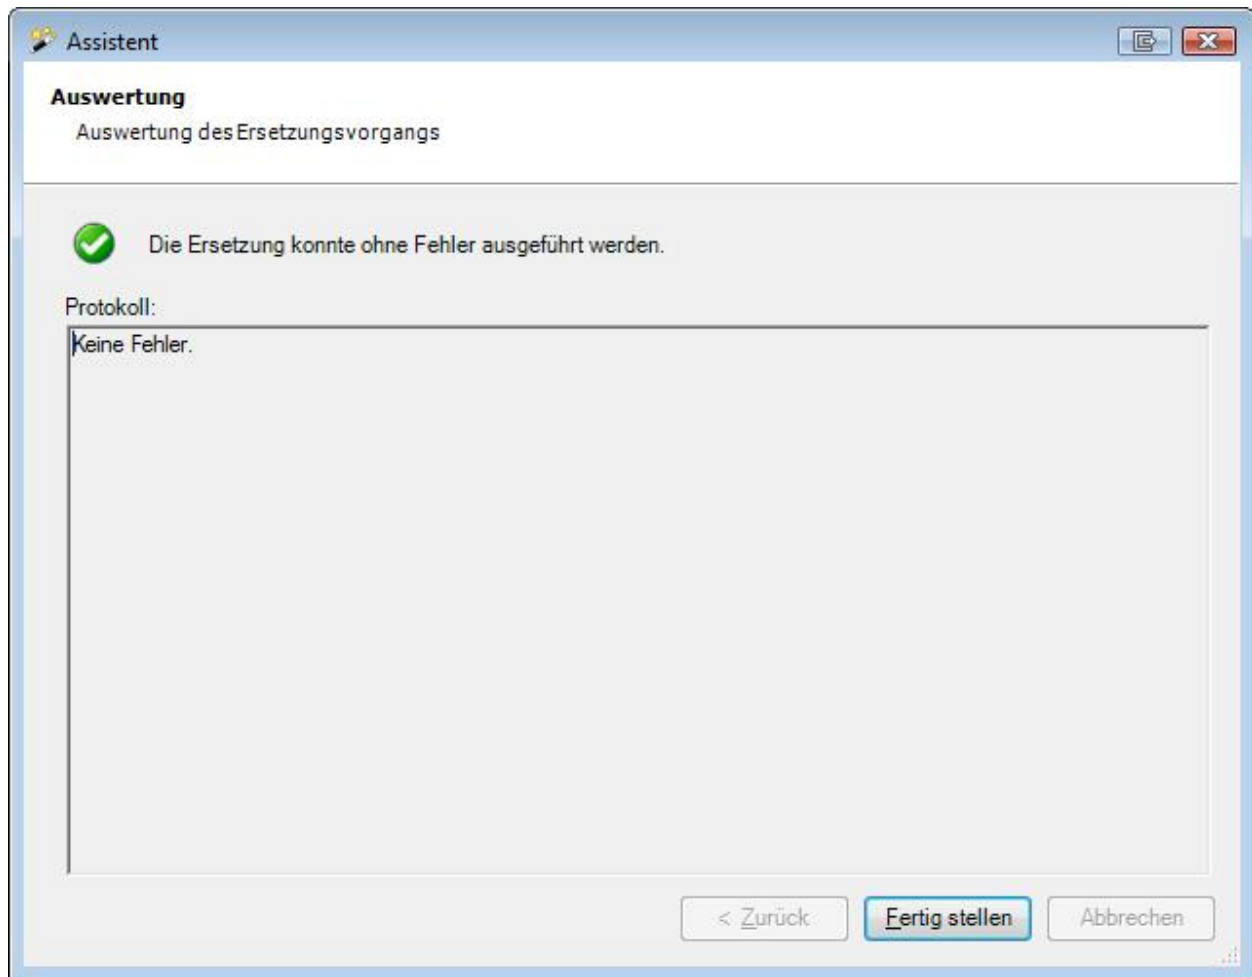 Assistent
Auswertung
Auswertung des Ersetzungsvorgangs
Die Ersetzung konnte ohne Fehler ausgeführt werden.
Protokoll:
Keine Fehler.
< Zurück Fertig stellen Abbrechen